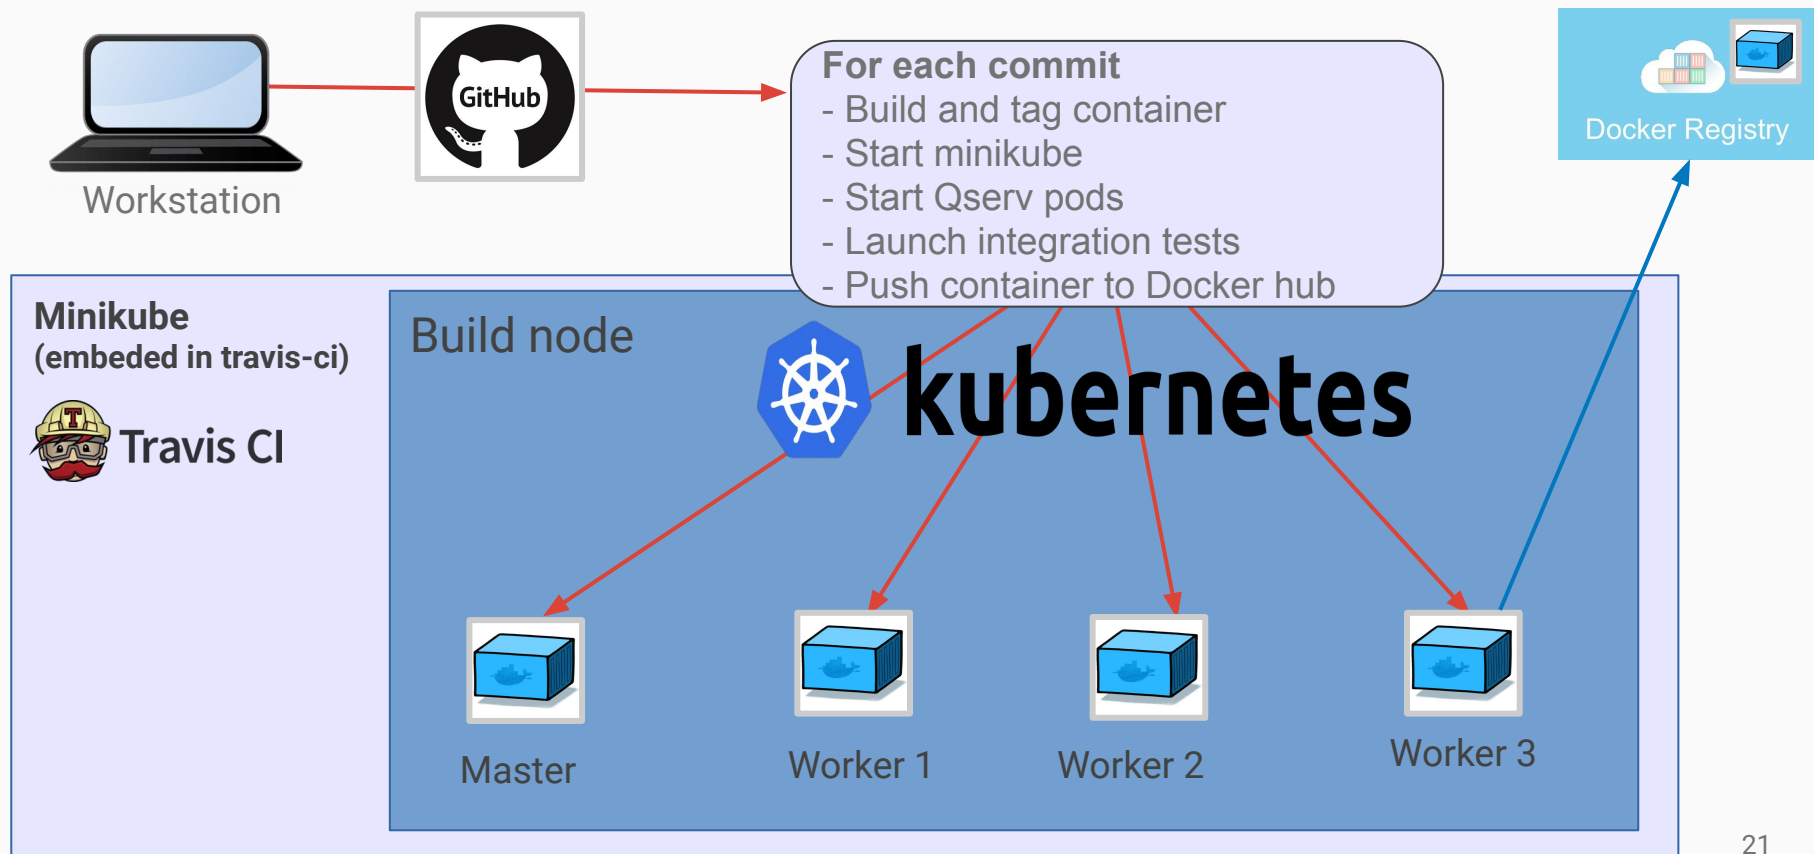 GitHub
Workstation
For each commit
- Build and tag container
- Start minikube
- Start Qserv pods
- Launch integration tests
- Push container to Docker hub
Docker Registry
Minikube
(embeded in travis-ci)
T
Travis CI
Build node
kubernetes
Master
Worker 1
Worker 2
Worker 3
21